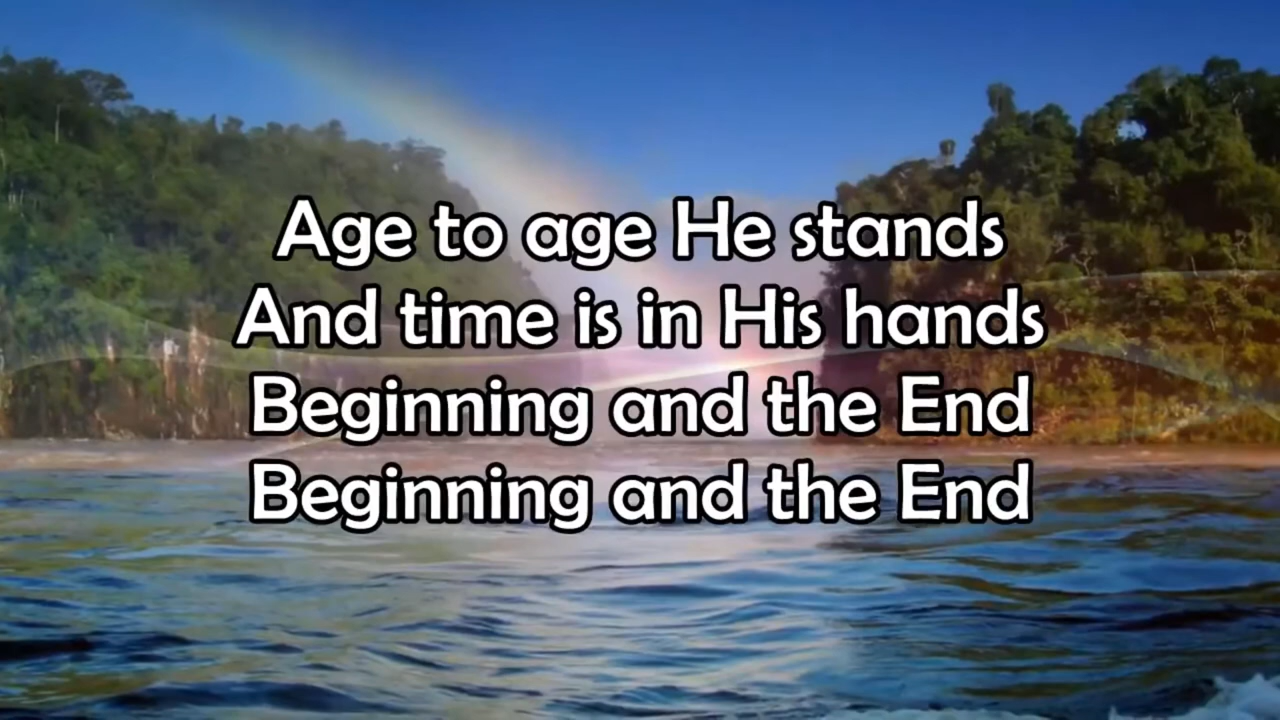 Age to age He stands
And time is in His hands
Beginning and the End
Beginning and the End